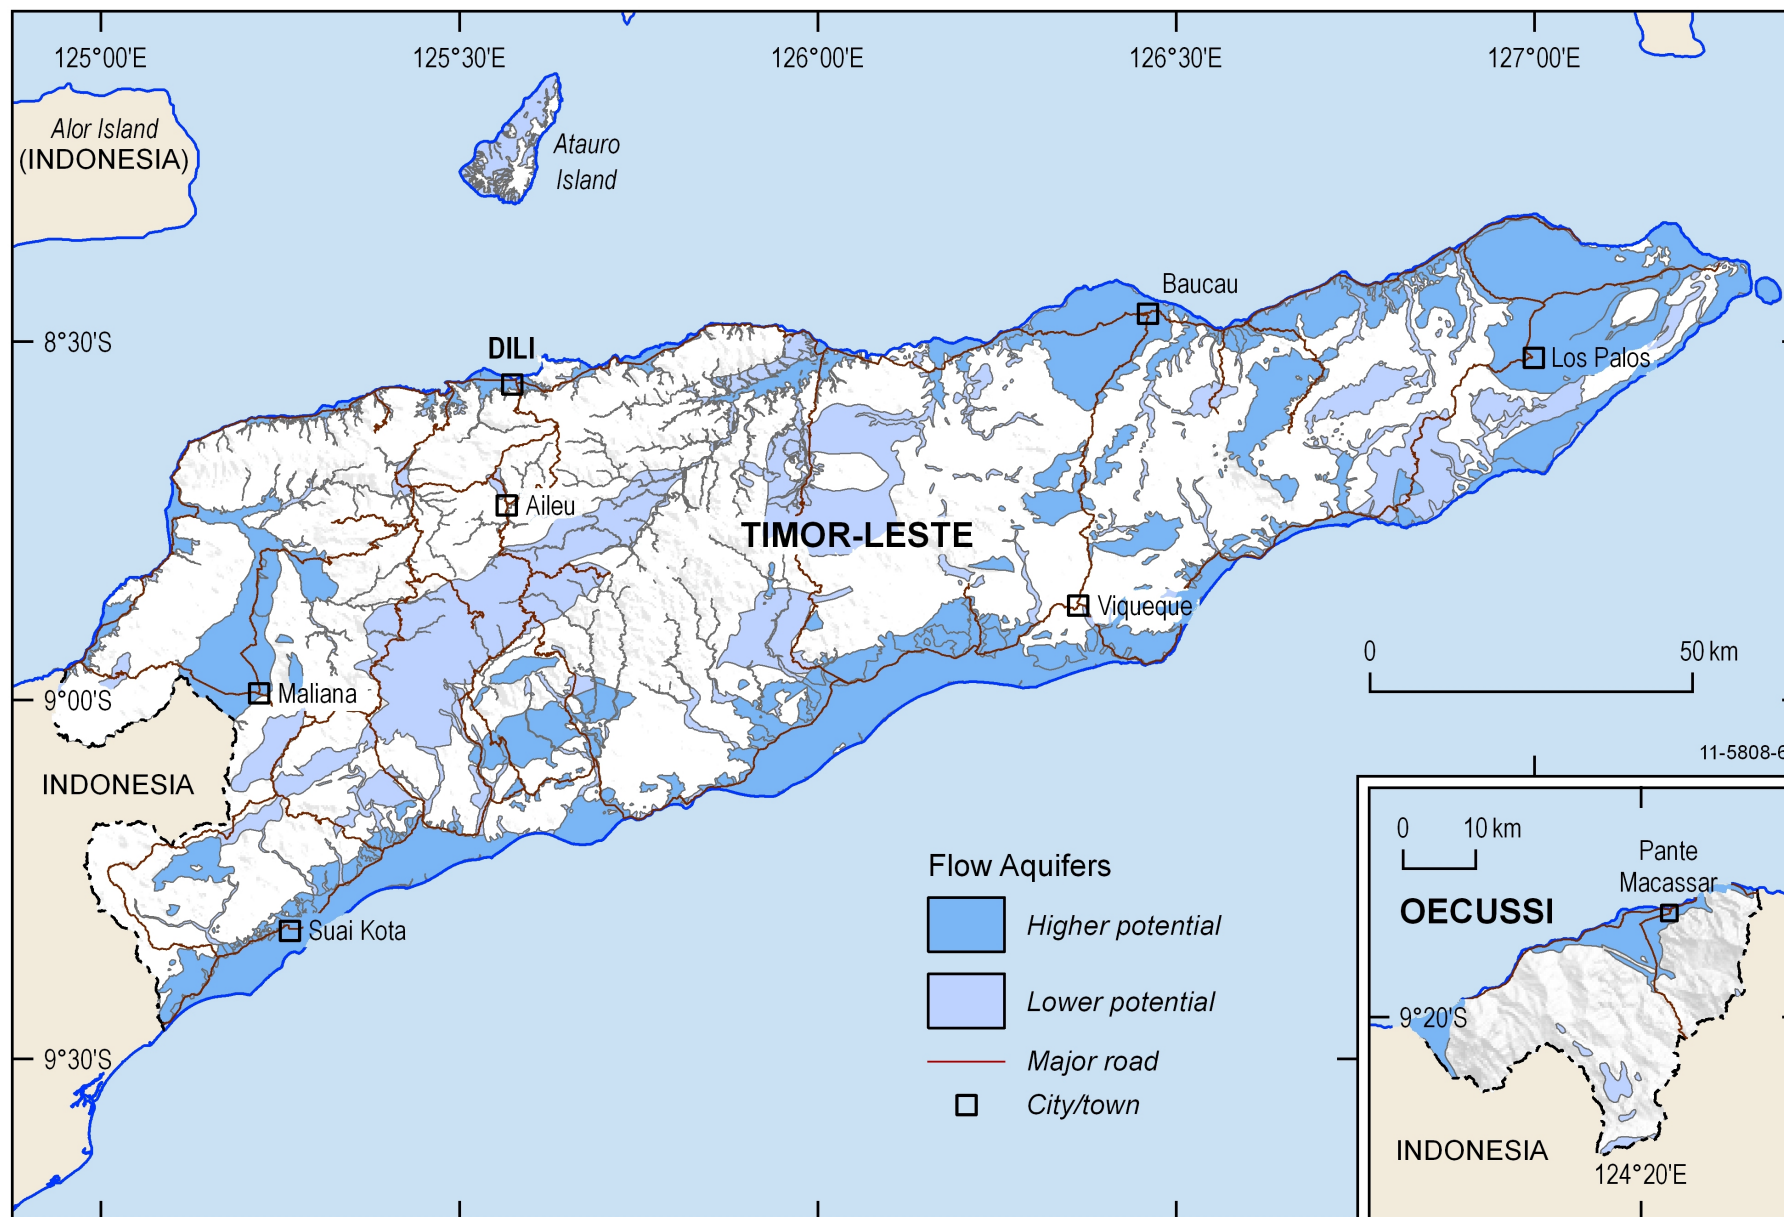 125°00'E
125°30'E
126°00'E
126°30'E
127°00'E
Alor Island
(INDONESIA)
Atauro
Island
Baucau
8°30'S
DILI
Los Palos
Aileu
TIMOR-LESTE
Viqueque
0
50 km
Maliana
9°00'S
11-5808-6
INDONESIA
0
10 km
Pante
Macassar
Flow Aquifers
OECUSSI
Higher potential
Suai Kota
Lower potential
9°20'S
9°30'S
Major road
City/town
INDONESIA
124°20'E